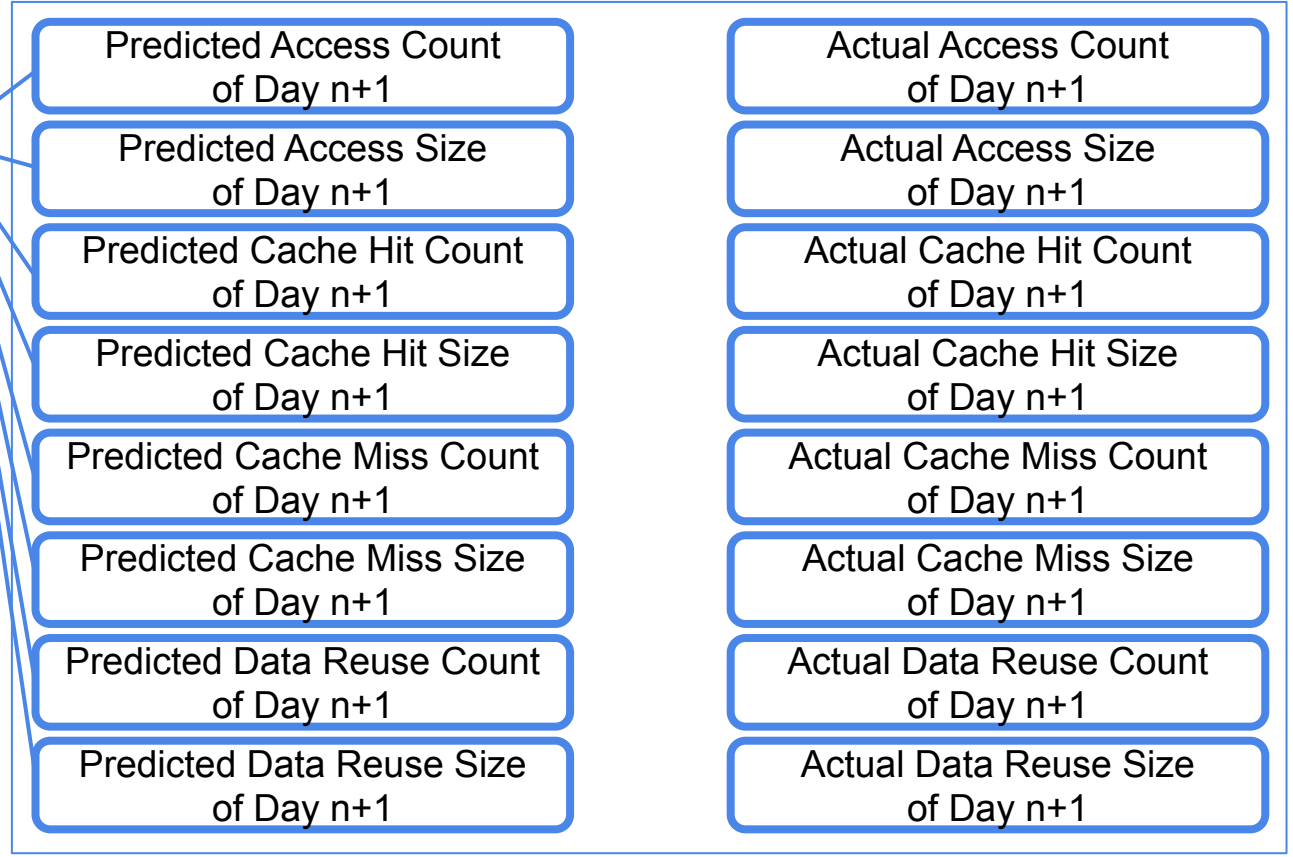 Predicted Access Count
of Day n+1
Actual Access Count
of Day n+1
Predicted Access Size
of Day n+1
Actual Access Size
of Day n+1
Predicted Cache Hit Count
of Day n+1
Actual Cache Hit Count
of Day n+1
Predicted Cache Hit Size
of Day n+1
Actual Cache Hit Size
of Day n+1
Predicted Cache Miss Count
of Day n+1
Actual Cache Miss Count
of Day n+1
Predicted Cache Miss Size
of Day n+1
Actual Cache Miss Size
of Day n+1
Predicted Data Reuse Count
of Day n+1
Actual Data Reuse Count
of Day n+1
Predicted Data Reuse Size
of Day n+1
Actual Data Reuse Size
of Day n+1